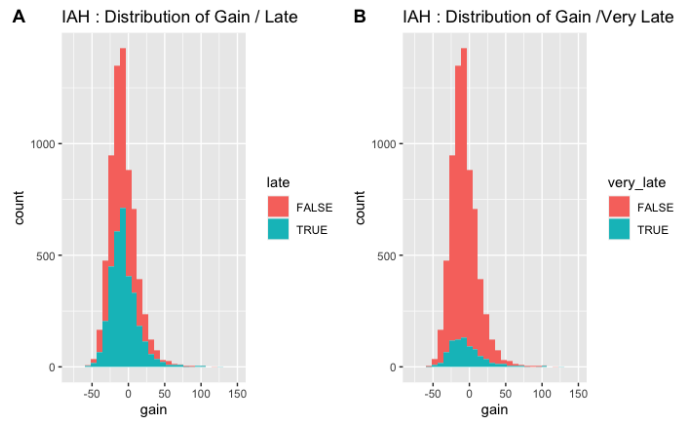 A IAH : Distribution of Gain / Late
count
1000
500
0
-50 0 50 100 150
gain
late
FALSE
TRUE
B IAH : Distribution of Gain /Very Late
count
1000
500
0
-50 0 50 100 150
gain
very_late
FALSE
TRUE